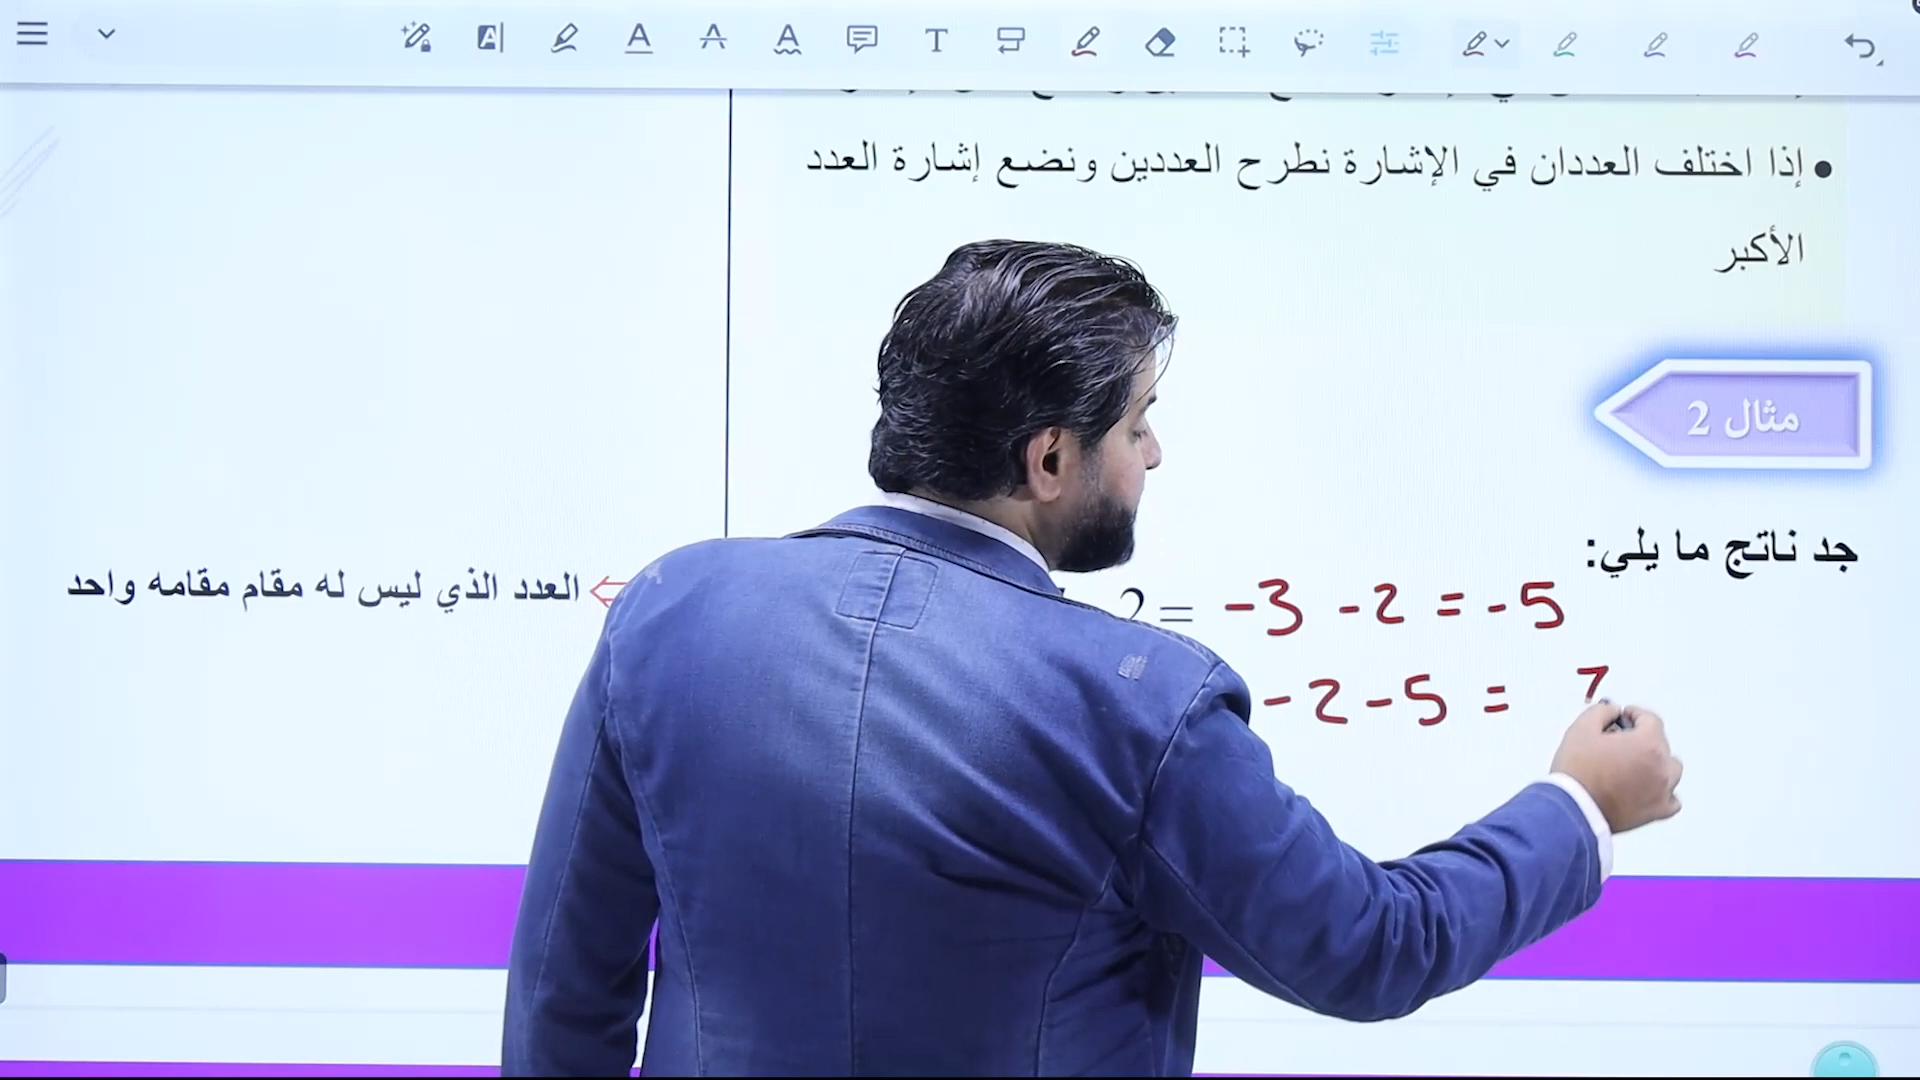 • إذا اختلف العددان في الإشارة نطرح العددين ونضع إشارة العدد
الأكبر
مثال 2
جد ناتج ما يلي:
2 = -3 -2 = -5
-2 -5 = 7
العدد الذي ليس له مقام مقامه واحد